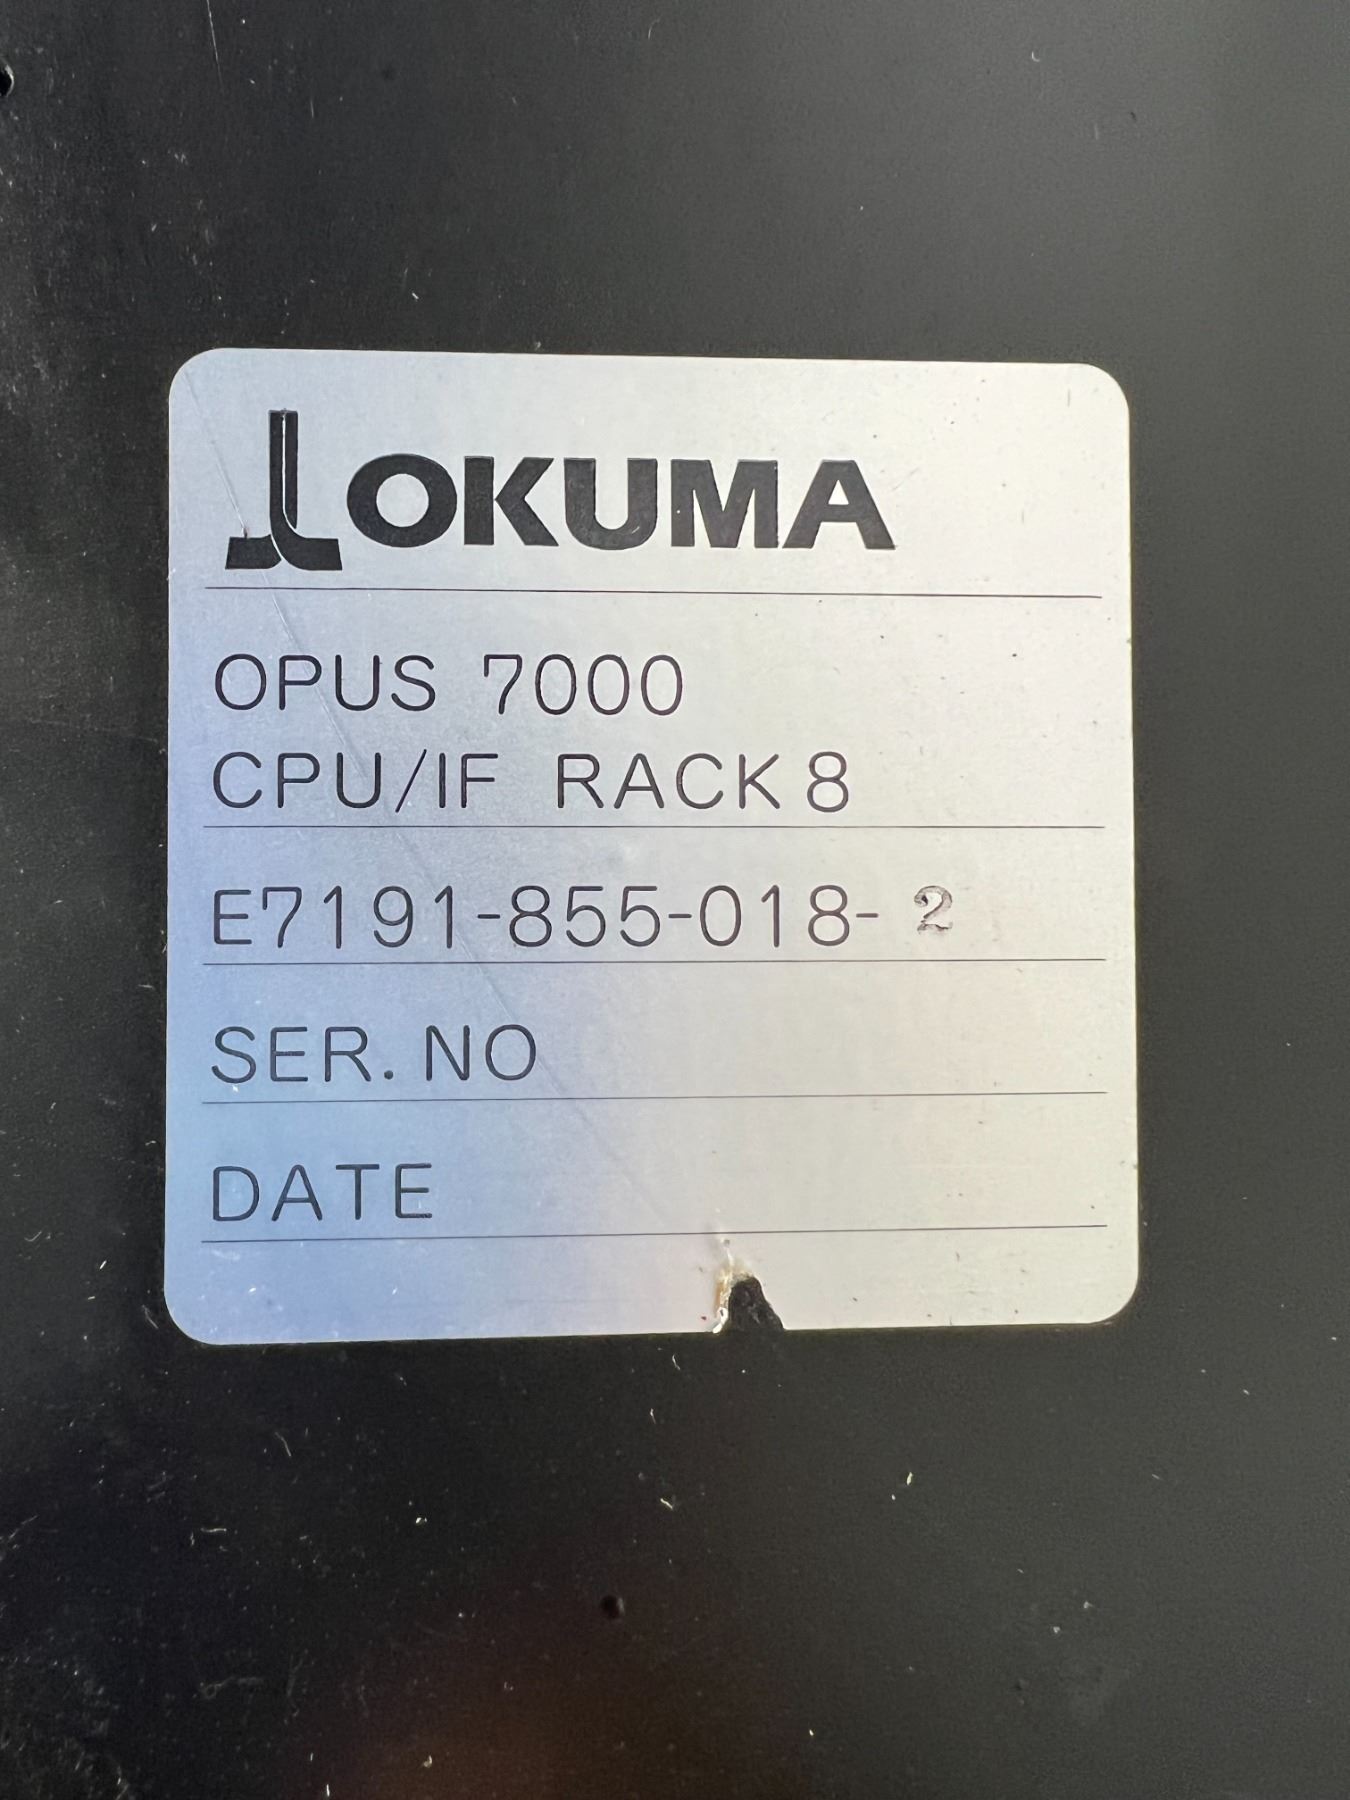 OKUMA
OPUS 7000
CPU/IF RACK 8
E7191-855-018- 2
SER. NO
DATE